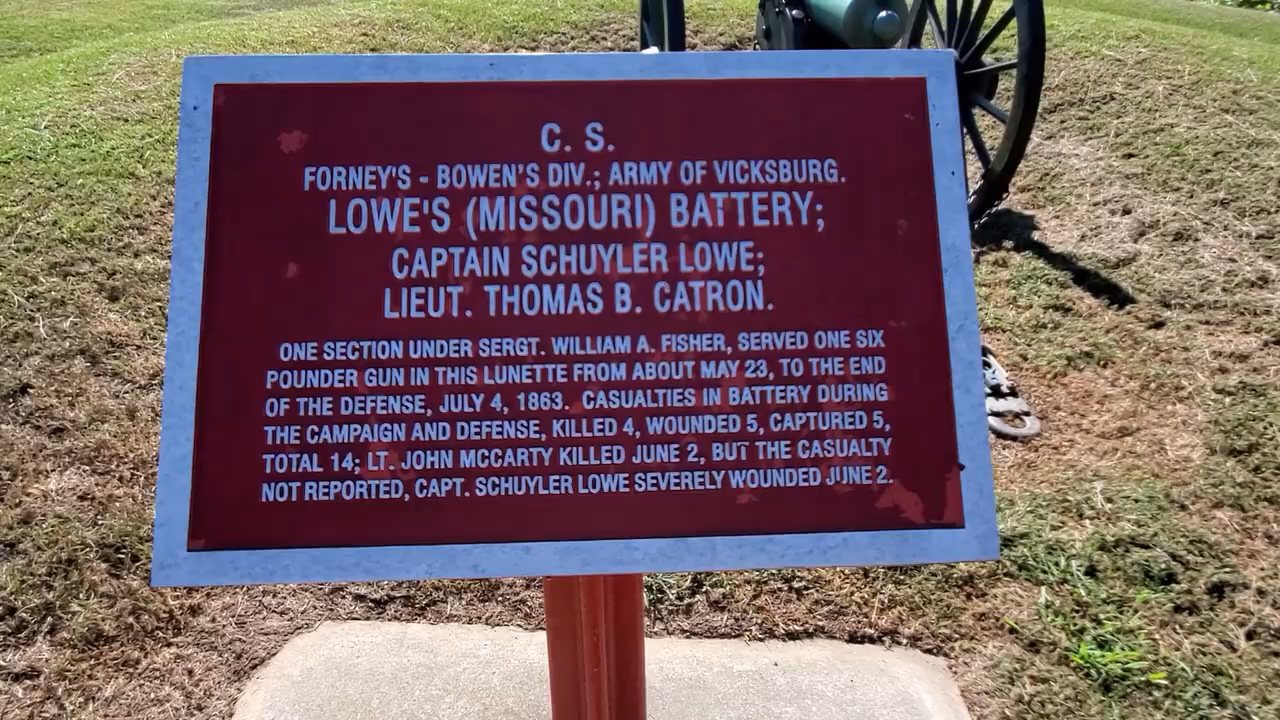 C. S.
FORNEY'S - BOWEN'S DIV.; ARMY OF VICKSBURG.
LOWE'S (MISSOURI) BATTERY;
CAPTAIN SCHUYLER LOWE;
LIEUT. THOMAS B. CATRON.
ONE SECTION UNDER SERGT. WILLIAM A. FISHER, SERVED ONE SIX
POUNDER GUN IN THIS LUNETTE FROM ABOUT MAY 23, TO THE END
OF THE DEFENSE, JULY 4, 1863. CASUALTIES IN BATTERY DURING
THE CAMPAIGN AND DEFENSE, KILLED 4, WOUNDED 5, CAPTURED 5,
TOTAL 14; LT. JOHN MCCARTY KILLED JUNE 2, BUT THE CASUALTY
NOT REPORTED, CAPT. SCHUYLER LOWE SEVERELY WOUNDED JUNE 2.